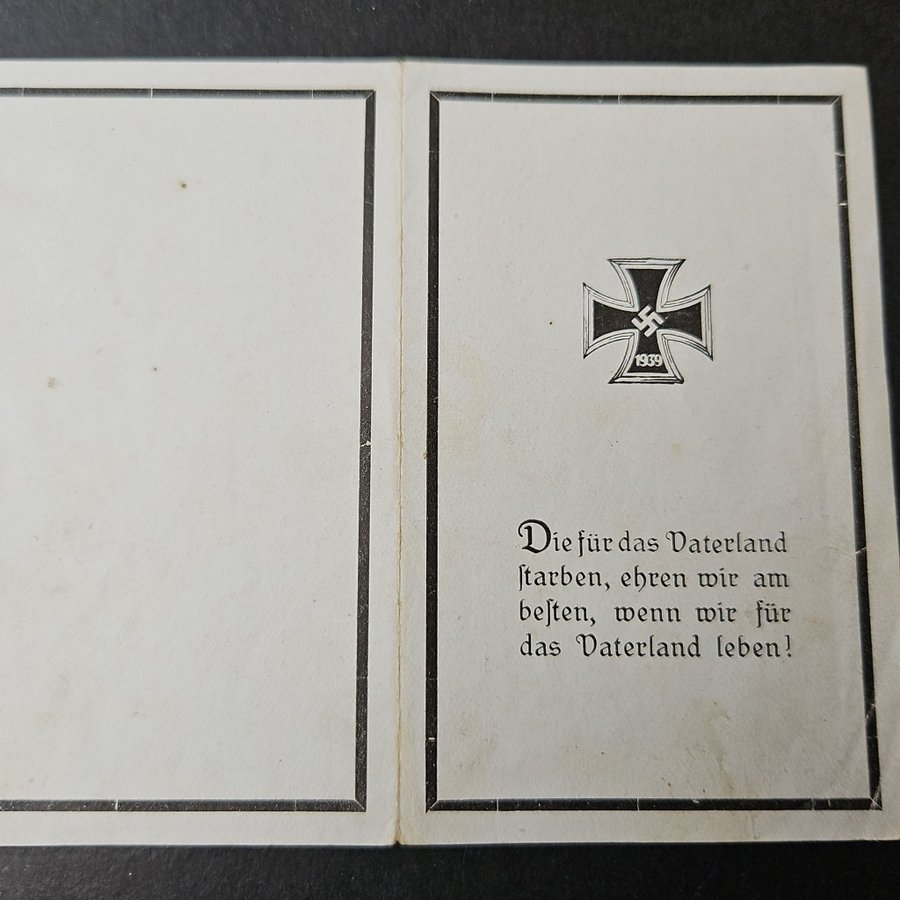 1939
Die für das Vaterland
ſtarben, ehren wir am
beſten, wenn wir für
das Vaterland leben!